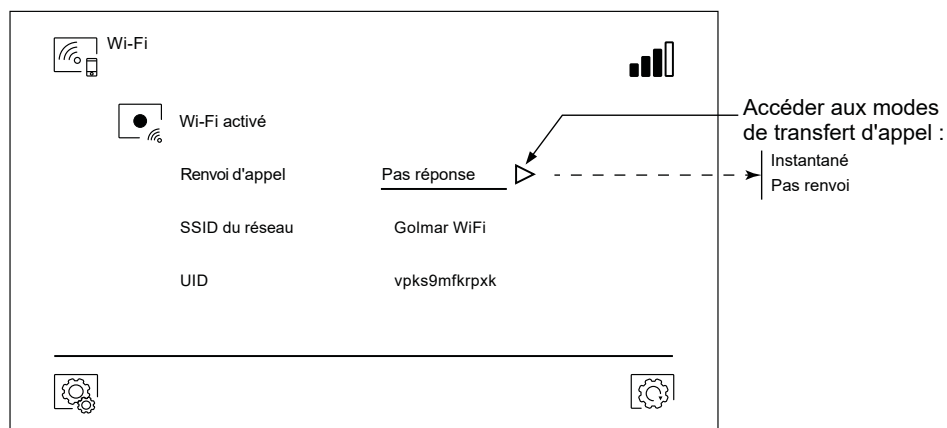 Wi-Fi
Wi-Fi activé
Accéder aux modes
de transfert d'appel :
Renvoi d'appel Pas réponse
Instantané
Pas renvoi
SSID du réseau Golmar WiFi
UID vpks9mfkrpxk